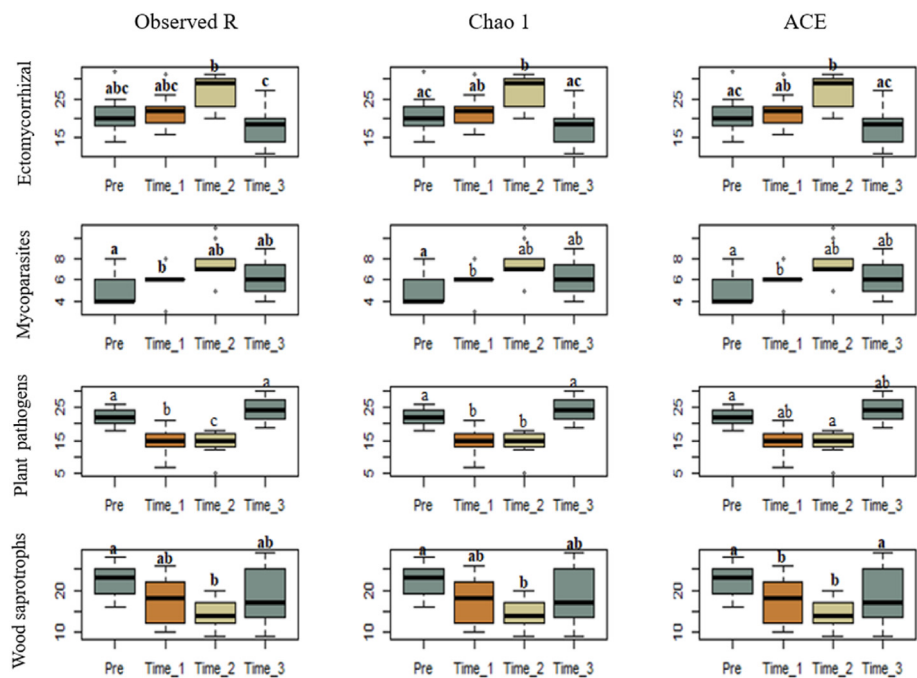 Observed R Chao 1 ACE
Ectomycorrhizal
25
15
abc abc b c
Pre Time_1 Time_2 Time_3
25
15
ac ab b ac
Pre Time_1 Time_2 Time_3
25
15
ac ab b ac
Pre Time_1 Time_2 Time_3
Mycoparasites
8
6
4
a b ab ab
Pre Time_1 Time_2 Time_3
8
6
4
a b ab ab
Pre Time_1 Time_2 Time_3
8
6
4
a b ab ab
Pre Time_1 Time_2 Time_3
Plant pathogens
25
15
5
a b c a
Pre Time_1 Time_2 Time_3
25
15
5
a b b a
Pre Time_1 Time_2 Time_3
25
15
5
a ab a ab
Pre Time_1 Time_2 Time_3
Wood saprotrophs
20
10
a ab b ab
Pre Time_1 Time_2 Time_3
20
10
a ab b ab
Pre Time_1 Time_2 Time_3
20
10
a b b a
Pre Time_1 Time_2 Time_3